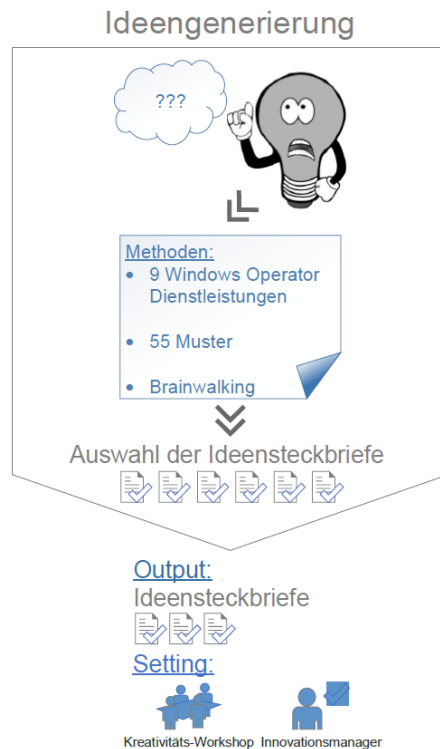 Ideengenerierung
???
Methoden:
• 9 Windows Operator
Dienstleistungen
• 55 Muster
• Brainwalking
Auswahl der Ideensteckbriefe
Output:
Ideensteckbriefe
Setting:
Kreativitäts-Workshop Innovationsmanager